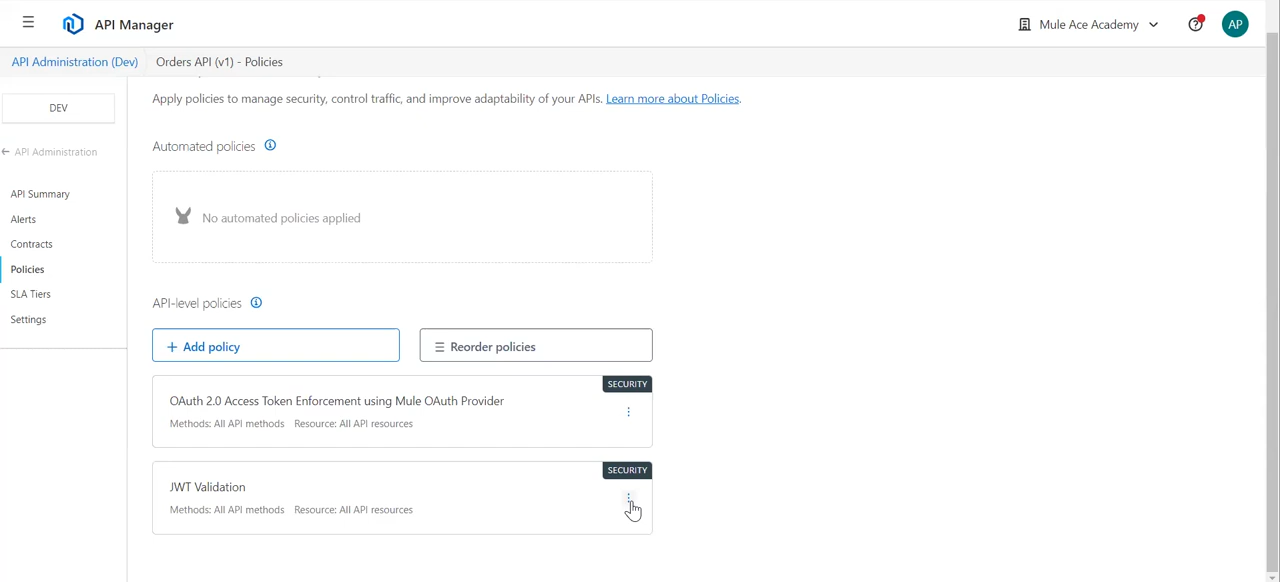 API Manager
Mule Ace Academy
AP
API Administration (Dev)
Orders API (v1) - Policies
DEV
API Administration
API Summary
Alerts
Contracts
Policies
SLA Tiers
Settings
Apply policies to manage security, control traffic, and improve adaptability of your APIs. Learn more about Policies.
Automated policies
No automated policies applied
API-level policies
Add policy
Reorder policies
SECURITY
OAuth 2.0 Access Token Enforcement using Mule OAuth Provider
Methods: All API methods Resource: All API resources
SECURITY
JWT Validation
Methods: All API methods Resource: All API resources